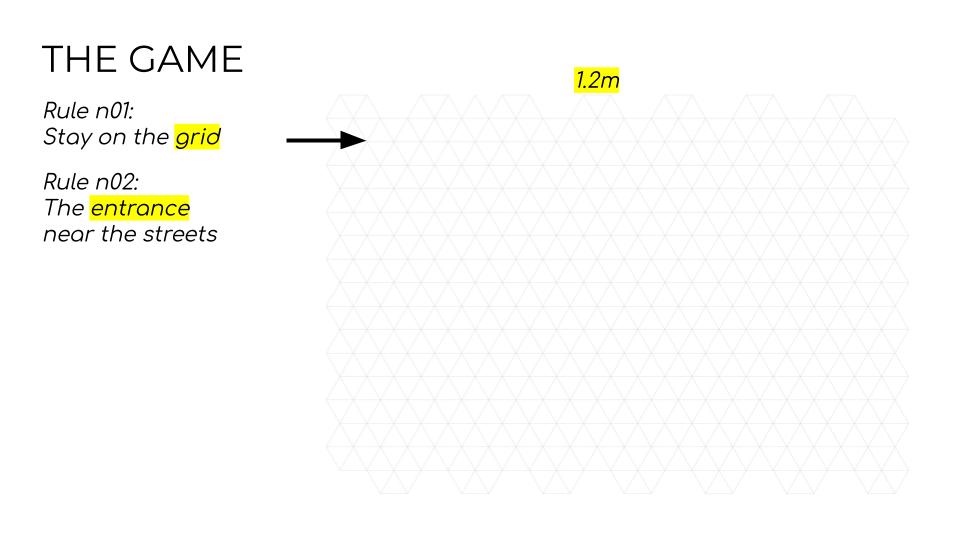 THE GAME
1.2m
Rule n01:
Stay on the grid
Rule n02:
The entrance
near the streets